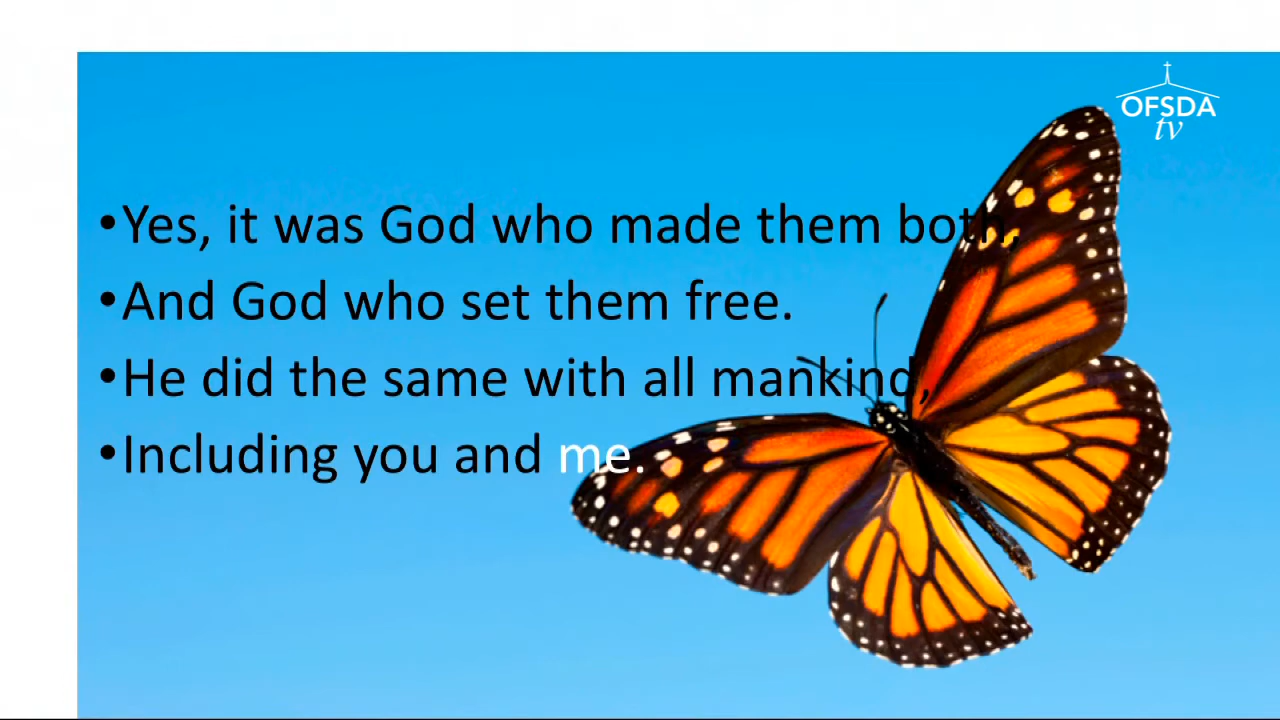 OFSDA
tv
•Yes, it was God who made them both,
•And God who set them free.
•He did the same with all mankind,
•Including you and me.